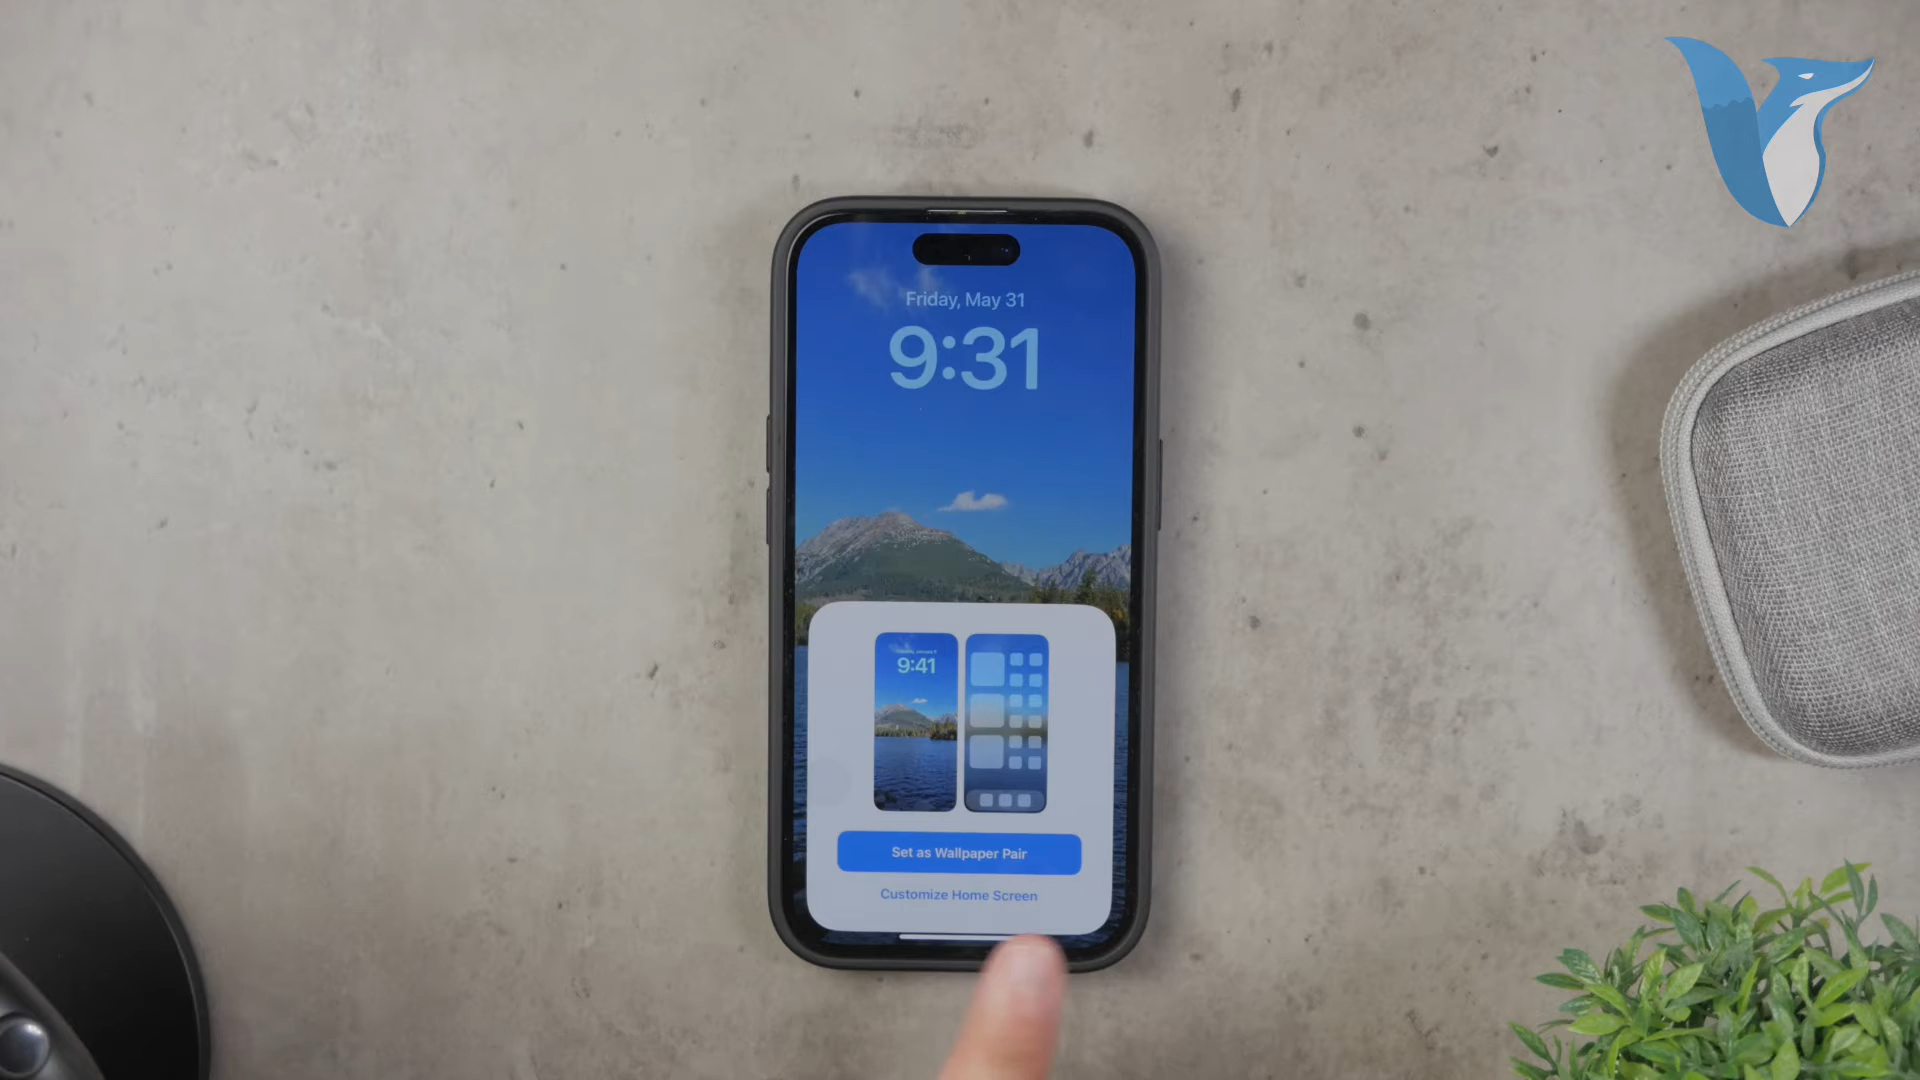 Friday, May 31
9:31
9:41
Set as Wallpaper Pair
Customize Home Screen